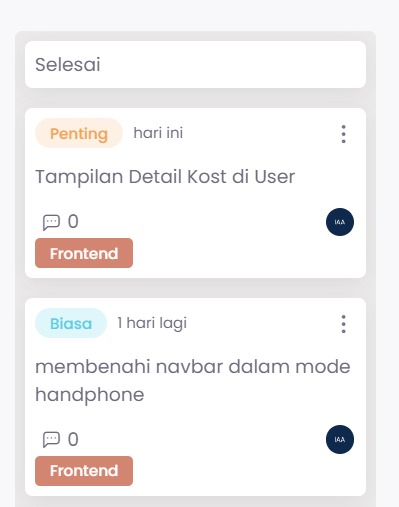 Selesai
Penting hari ini
Tampilan Detail Kost di User
0
IAA
Frontend
Biasa 1 hari lagi
membenahi navbar dalam mode
handphone
0
IAA
Frontend